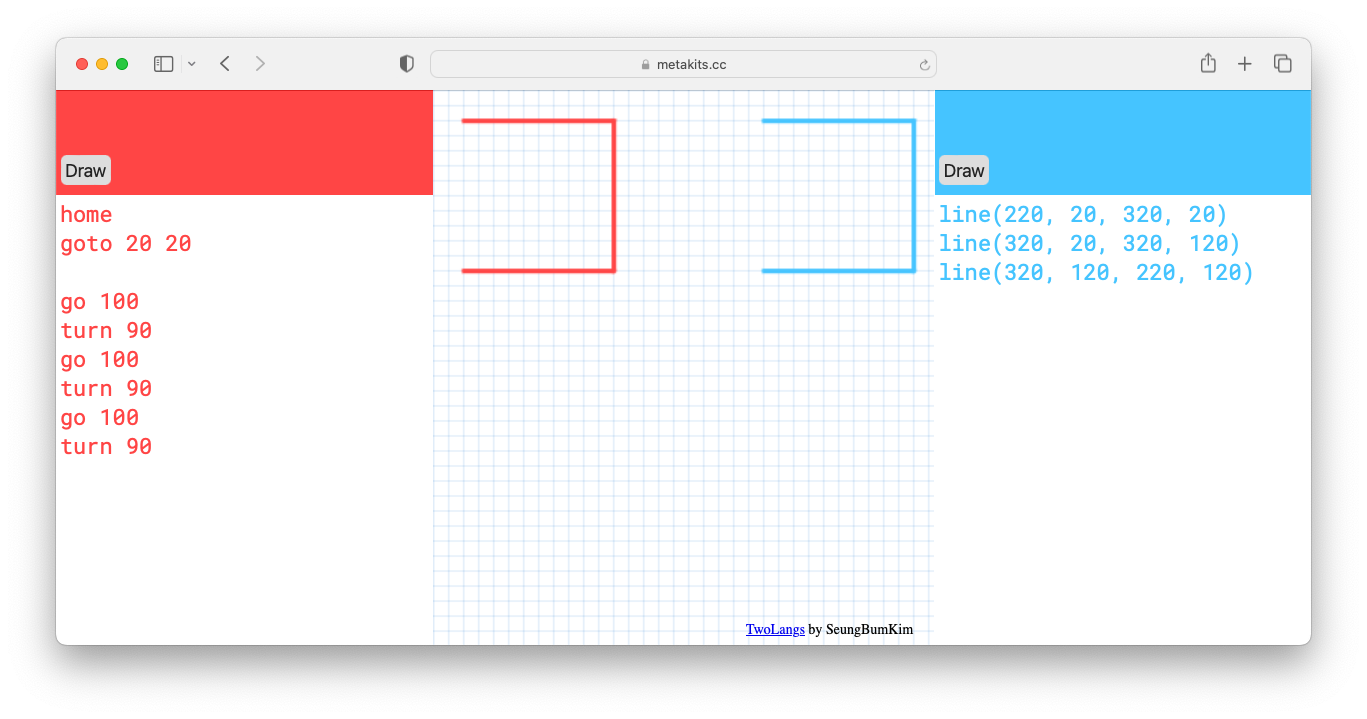 metakits.cc
Draw
home
goto 20 20
go 100
turn 90
go 100
turn 90
go 100
turn 90
Draw
line(220, 20, 320, 20)
line(320, 20, 320, 120)
line(320, 120, 220, 120)
TwoLangs by SeungBumKim